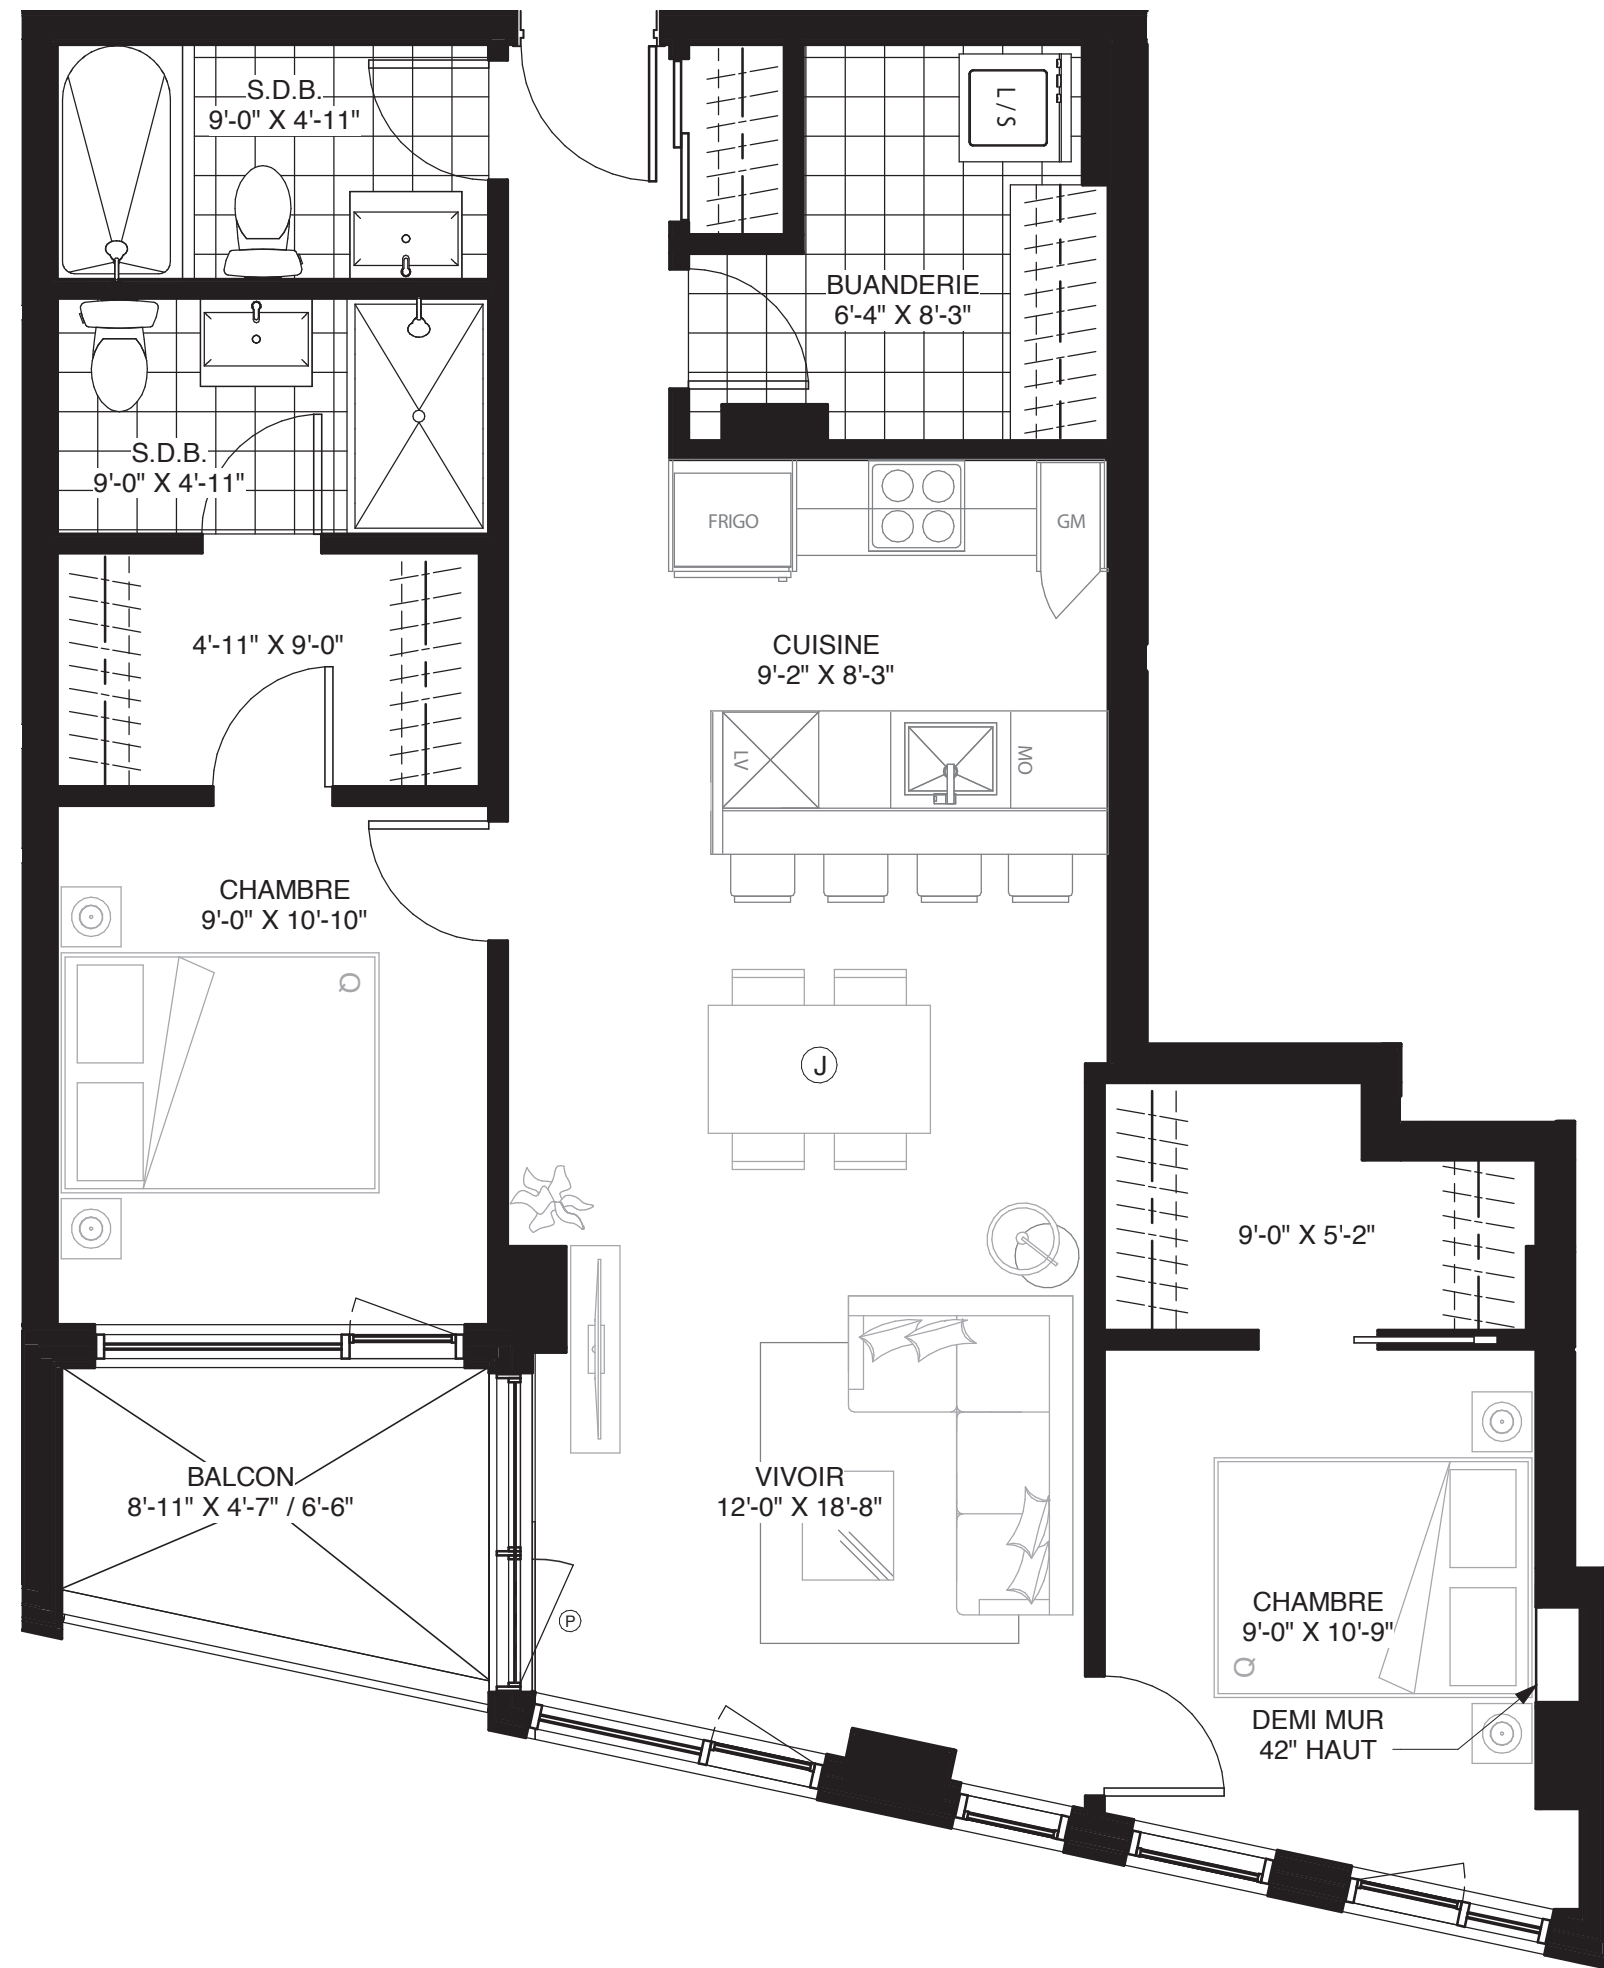 S.D.B.
9'-0" X 4'-11"
L/S
BUANDERIE
6'-4" X 8'-3"
S.D.B.
9'-0" X 4'-11"
FRIGO
GM
4'-11" X 9'-0"
CUISINE
9'-2" X 8'-3"
LV
MO
CHAMBRE
9'-0" X 10'-10"
Q
J
9'-0" X 5'-2"
BALCON
8'-11" X 4'-7" / 6'-6"
VIVOIR
12'-0" X 18'-8"
P
CHAMBRE
9'-0" X 10'-9"
Q
DEMI MUR
42" HAUT